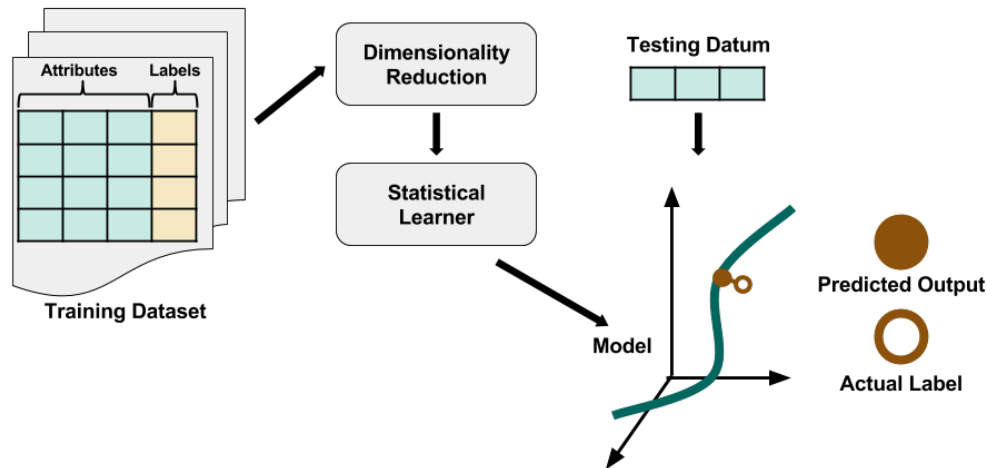 Attributes
Labels
Training Dataset
Dimensionality
Reduction
Statistical
Learner
Testing Datum
Model
Predicted Output
Actual Label